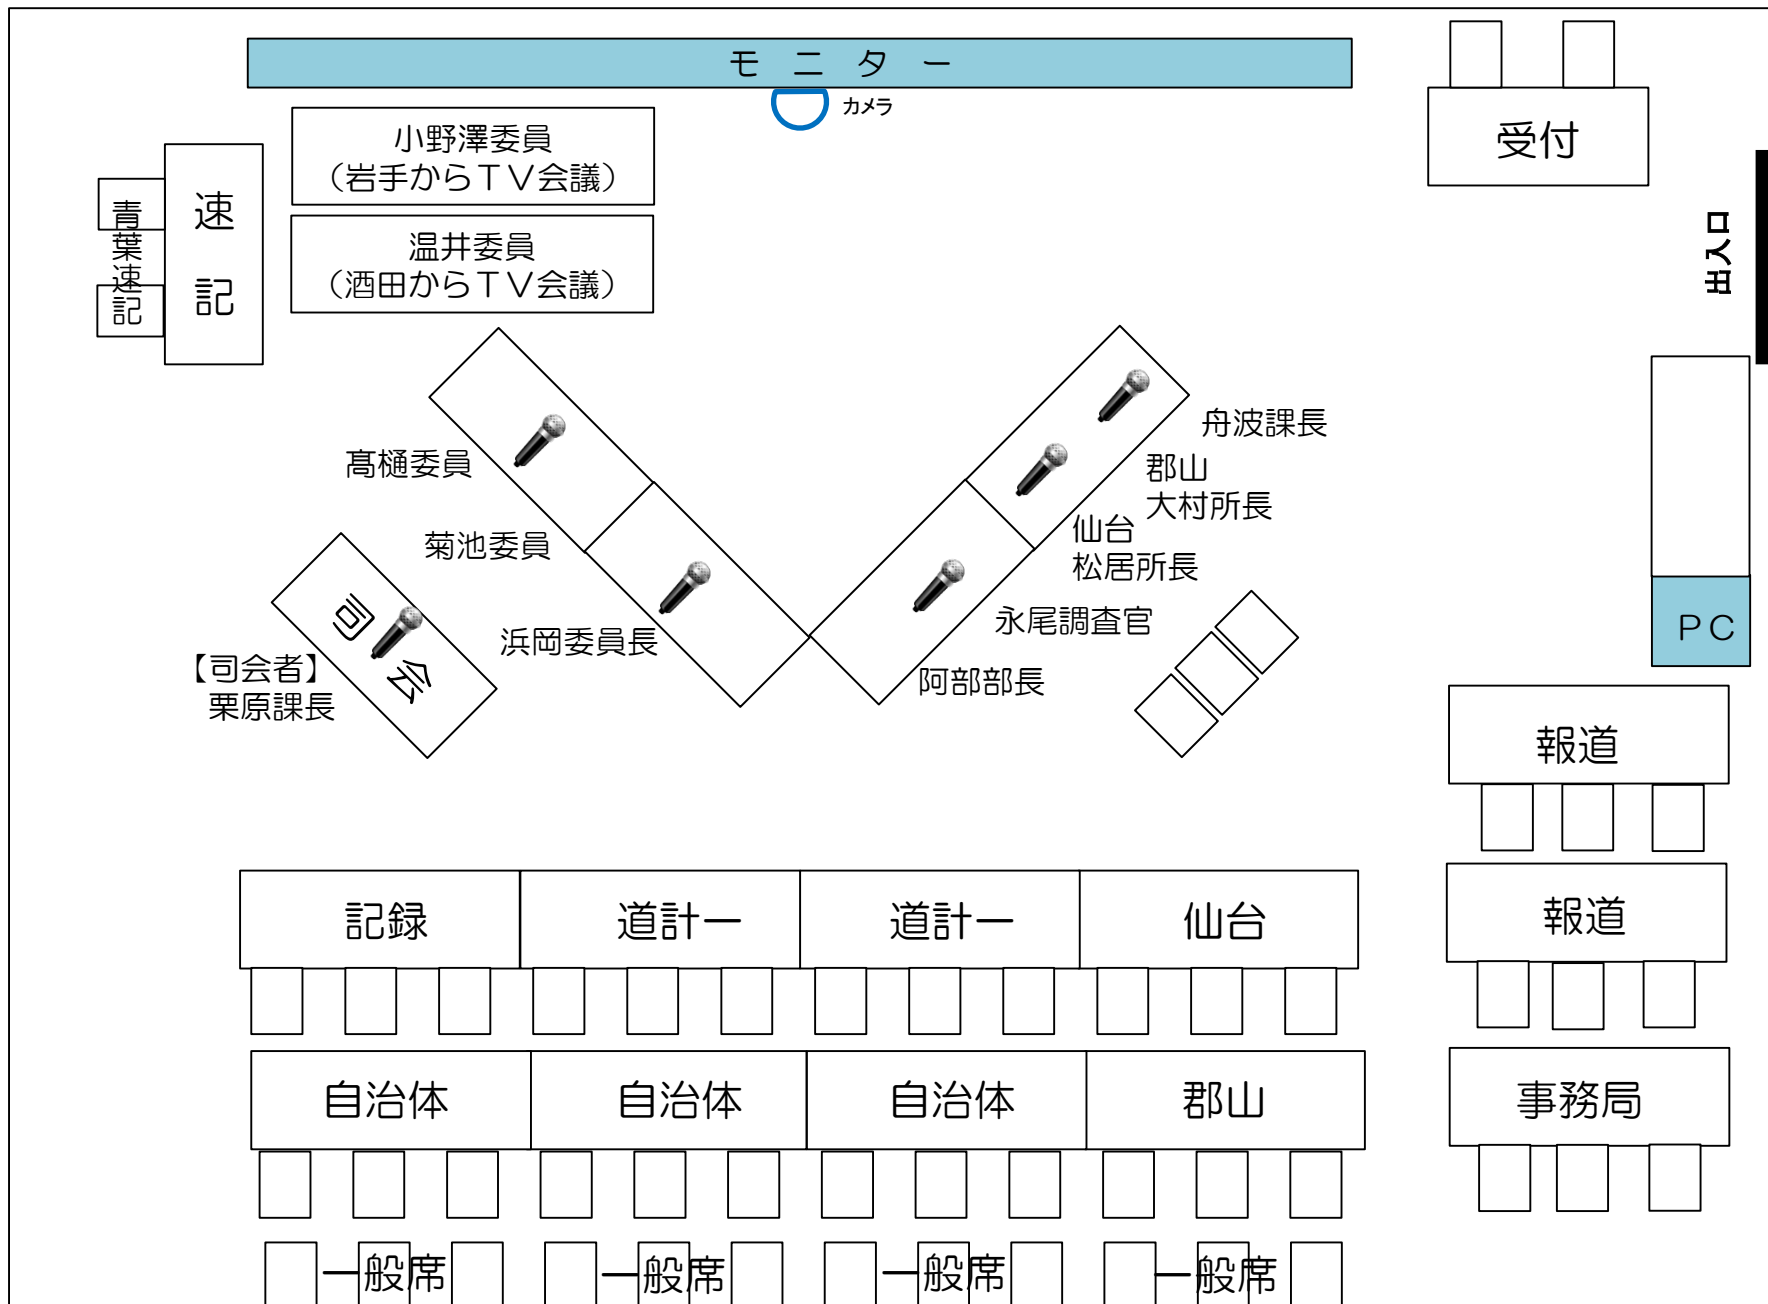 モニター
カメラ
受付
小野澤委員
（岩手からＴＶ会議）
温井委員
（酒田からＴＶ会議）
速記
青葉速記
出入口
舟波課長
郡山
大村所長
仙台
松居所長
永尾調査官
阿部部長
髙樋委員
菊池委員
浜岡委員長
司会
【司会者】
栗原課長
ＰＣ
報道
報道
事務局
記録
道計一
道計一
仙台
自治体
自治体
自治体
郡山
一般席
一般席
一般席
一般席